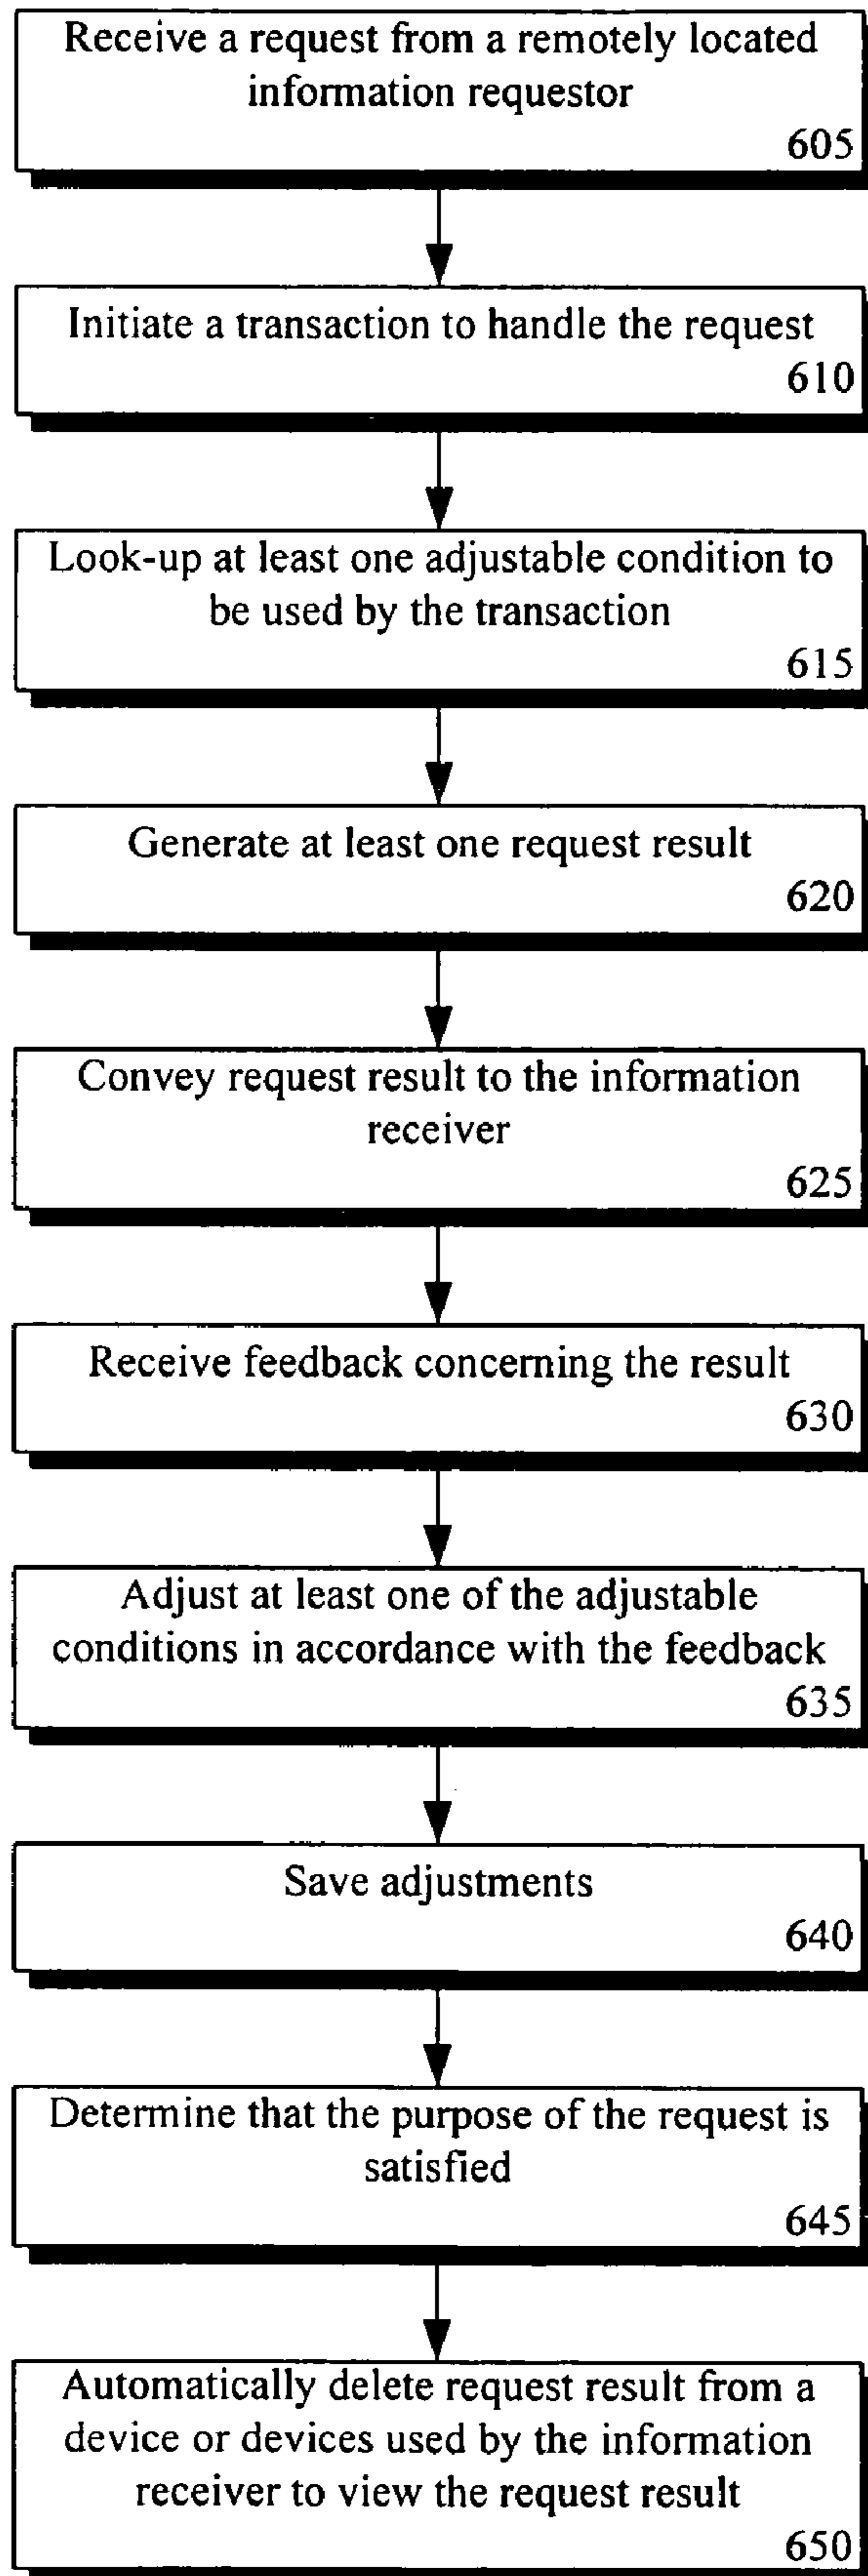 Receive a request from a remotely located
information requestor
605
Initiate a transaction to handle the request
610
Look-up at least one adjustable condition to
be used by the transaction
615
Generate at least one request result
620
Convey request result to the information
receiver
625
Receive feedback concerning the result
630
Adjust at least one of the adjustable
conditions in accordance with the feedback
635
Save adjustments
640
Determine that the purpose of the request is
satisfied
645
Automatically delete request result from a
device or devices used by the information
receiver to view the request result
650